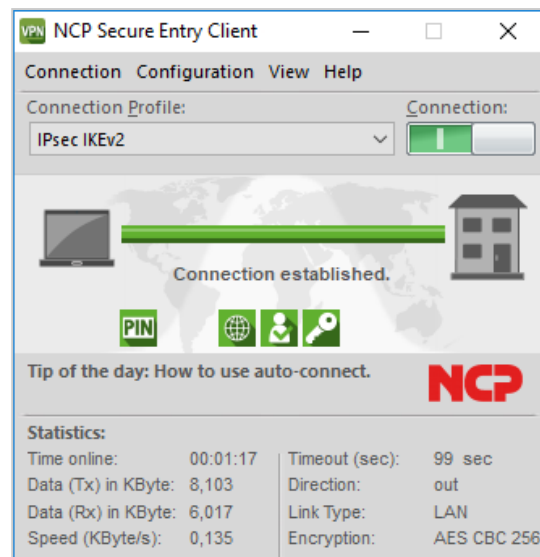 VPN NCP Secure Entry Client
Connection Configuration View Help
Connection Profile: Connection:
IPsec IKEv2
Connection established.
PIN
Tip of the day: How to use auto-connect.
NCP
Statistics:
Time online: 00:01:17 Timeout (sec): 99 sec
Data (Tx) in KByte: 8,103 Direction: out
Data (Rx) in KByte: 6,017 Link Type: LAN
Speed (KByte/s): 0,135 Encryption: AES CBC 256